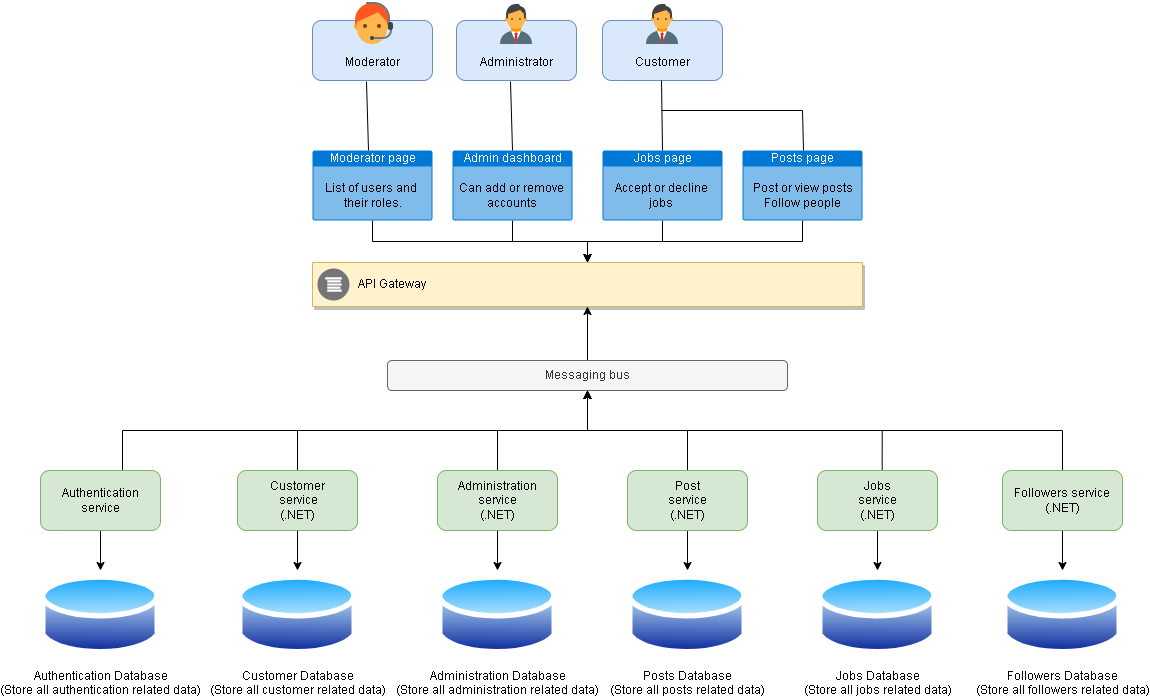 Moderator
Administrator
Customer
Moderator page
List of users and
their roles.
Admin dashboard
Can add or remove
accounts
Jobs page
Accept or decline
jobs
Posts page
Post or view posts
Follow people
API Gateway
Messaging bus
Authentication
service
Customer
service
(.NET)
Administration
service
(.NET)
Post
service
(.NET)
Jobs
service
(.NET)
Followers service
(.NET)
Authentication Database
(Store all authentication related data)
Customer Database
(Store all customer related data)
Administration Database
(Store all administration related data)
Posts Database
(Store all posts related data)
Jobs Database
(Store all jobs related data)
Followers Database
(Store all followers related data)